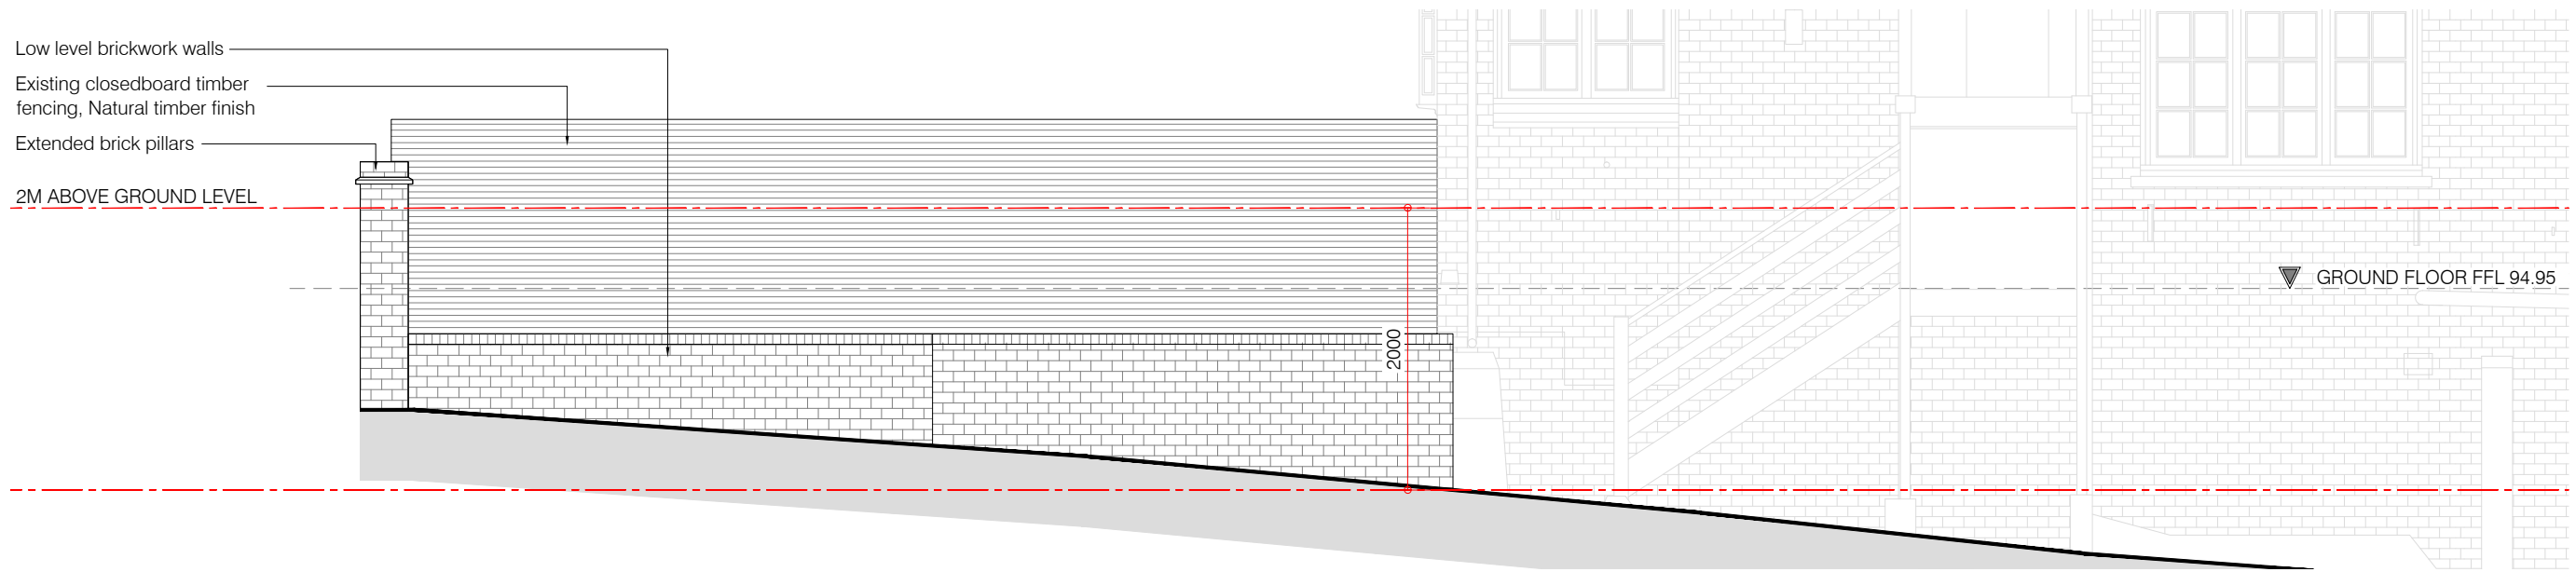 Low level brickwork walls
Existing closedboard timber
fencing, Natural timber finish
Extended brick pillars
2M ABOVE GROUND LEVEL
GROUND FLOOR FFL 94.95
2000